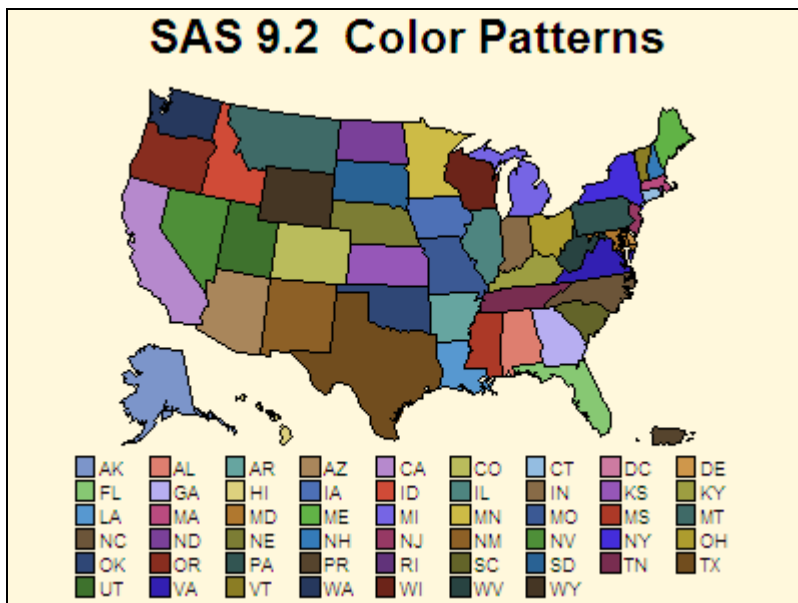 SAS 9.2 Color Patterns
AK AL AR AZ CA CO CT DC DE
FL GA HI IA ID IL IN KS KY
LA MA MD ME MI MN MO MS MT
NC ND NE NH NJ NM NV NY OH
OK OR PA PR RI SC SD TN TX
UT VA VT WA WI WV WY